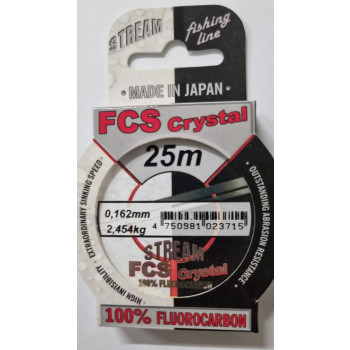 STREAM
fishing line
• MADE IN JAPAN •
FCS Crystal
25m
• HIGH INVISIBILITY • EXTRAORDINARY SINKING SPEED •
OUTSTANDING ABRASION RESISTANCE •
0,162mm
2,454kg
4 750981 023715
STREAM
FCS Crystal
100% FLUOROCARBON
100% FLUOROCARBON